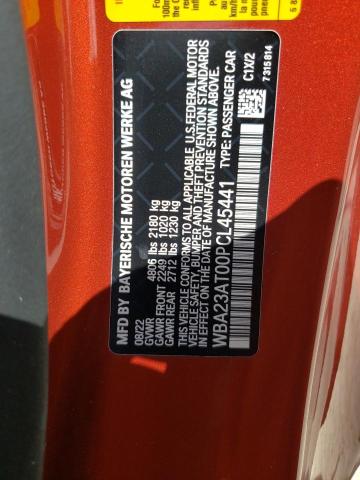 MFD BY BAYERISCHE MOTOREN WERKE AG
08/22
GVWR 4806 lbs 2180 kg
GAWR FRONT 2249 lbs 1020 kg
GAWR REAR 2712 lbs 1230 kg
THIS VEHICLE CONFORMS TO ALL APPLICABLE U.S.FEDERAL MOTOR
VEHICLE SAFETY, BUMPER AND THEFT PREVENTION
STANDARDS IN EFFECT ON THE DATE OF MANUFACTURE SHOWN ABOVE.
WBA23AT00PCL45441 TYPE: PASSENGER CAR
C1X/2
7 315 814